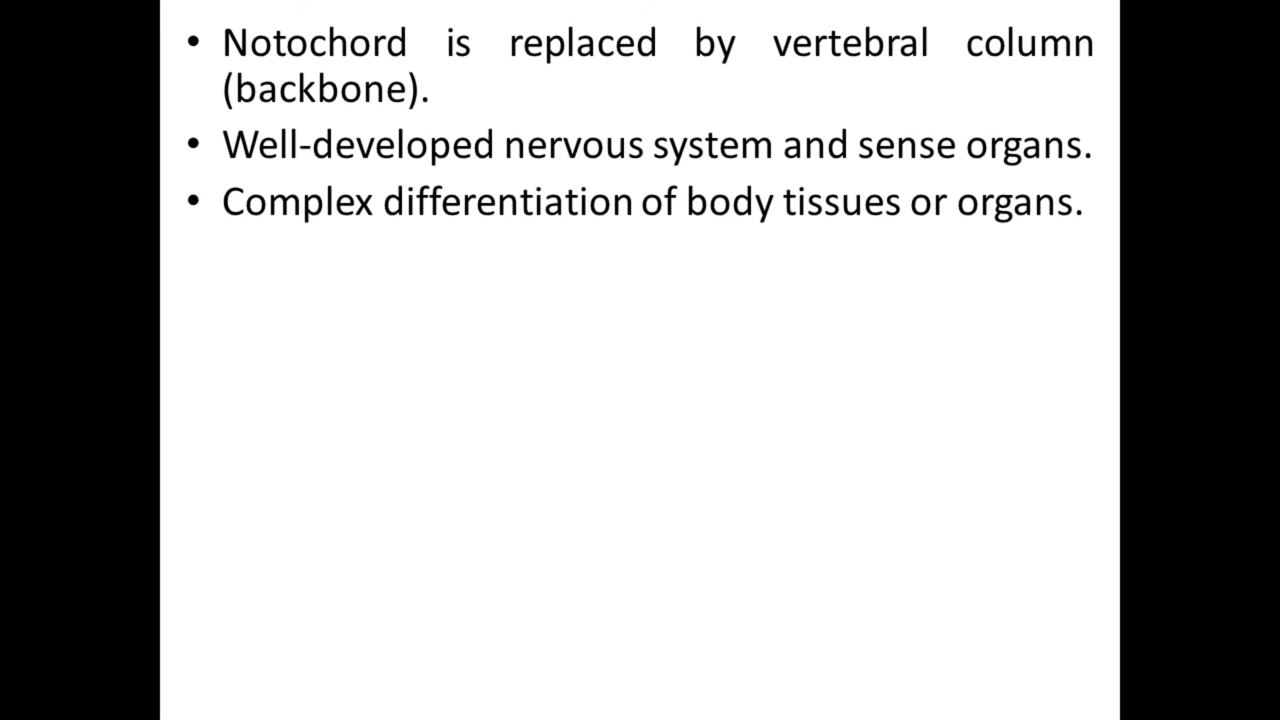 • Notochord is replaced by vertebral column
(backbone).
• Well-developed nervous system and sense organs.
• Complex differentiation of body tissues or organs.